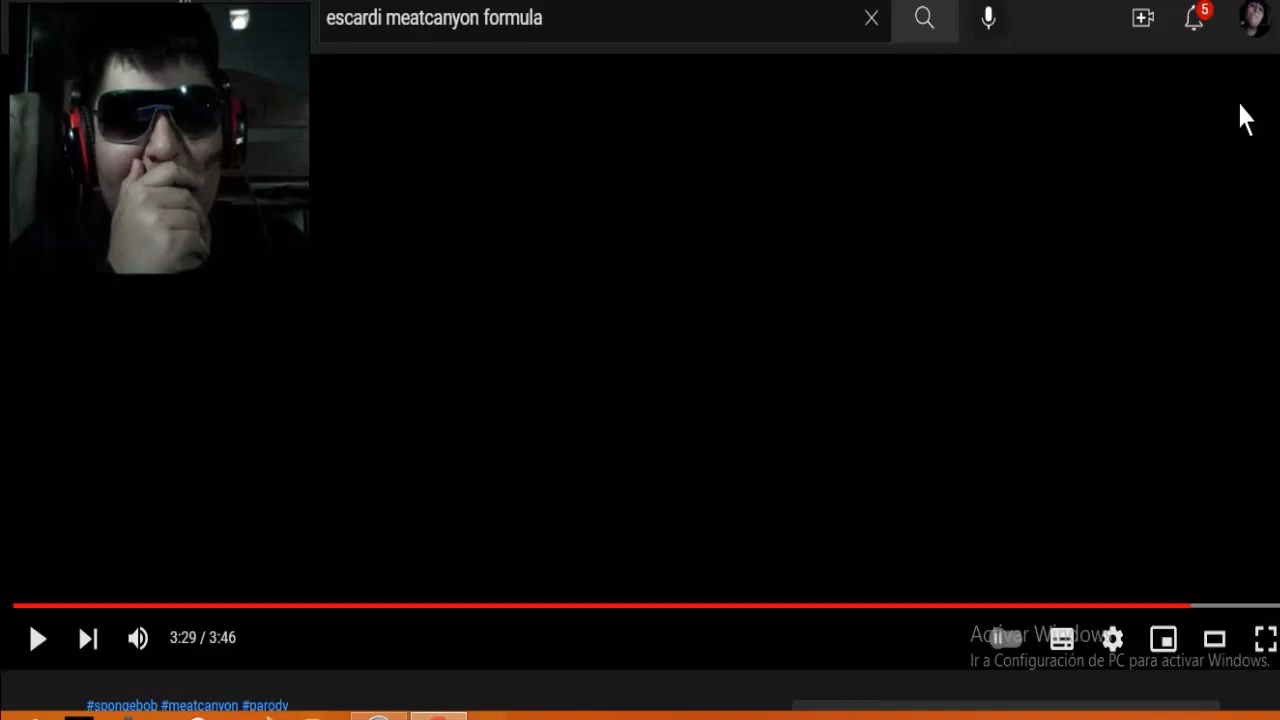 escardi meatcanyon formula
5
3:29 / 3:46
Activar Windows
Ir a Configuración de PC para activar Windows.
#spongebob #meatcanyon #parody